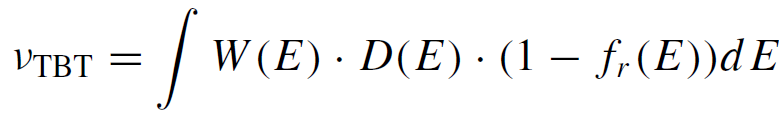 ν_TBT = ∫ W(E) · D(E) · (1 − f_r(E))dE